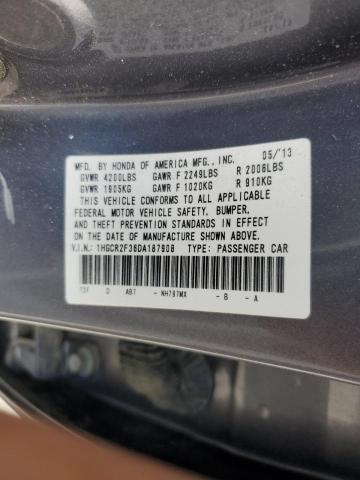 MFD. BY HONDA OF AMERICA MFG., INC. 05/13
GVWR 4200LBS GAWR F 2249LBS R 2006LBS
GVWR 1905KG GAWR F 1020KG R 910KG
THIS VEHICLE CONFORMS TO ALL APPLICABLE
FEDERAL MOTOR VEHICLE SAFETY, BUMPER,
AND THEFT PREVENTION STANDARDS IN EFFECT
ON THE DATE OF MANUFACTURE SHOWN ABOVE.
V.I.N.: 1HGCR2F36DA187908 TYPE: PASSENGER CAR
D AB7 - NH797MX - B - A